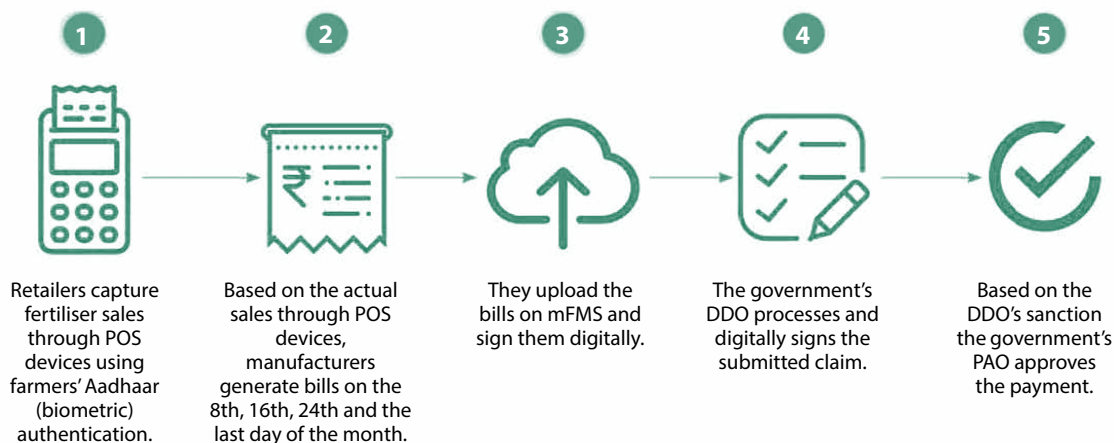 1
Retailers capture
fertiliser sales
through POS
devices using
farmers' Aadhaar
(biometric)
authentication.
2
₹
Based on the actual
sales through POS
devices,
manufacturers
generate bills on the
8th, 16th, 24th and the
last day of the month.
3
They upload the
bills on mFMS and
sign them digitally.
4
The government's
DDO processes and
digitally signs the
submitted claim.
5
Based on the
DDO's sanction
the government's
PAO approves
the payment.